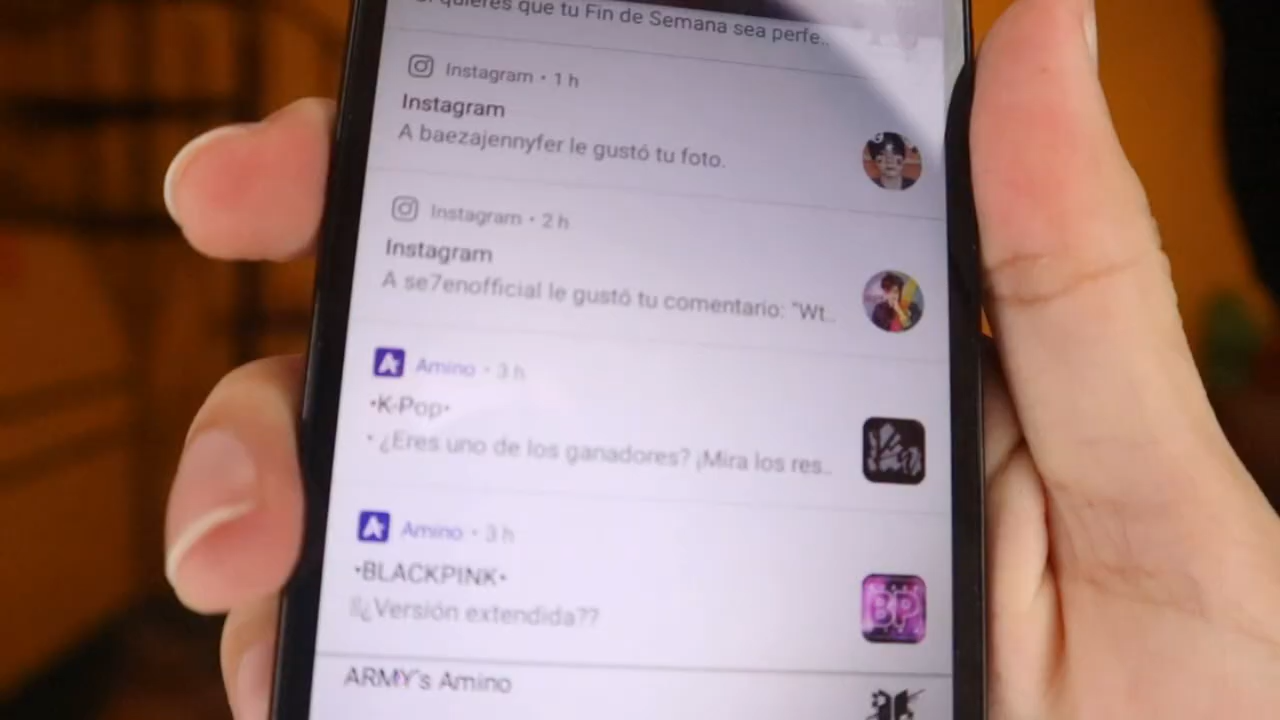 quieres que tu Fin de Semana sea perfe..
Instagram • 1 h
Instagram
A baezajennyfer le gustó tu foto.
Instagram • 2 h
Instagram
A se7enofficial le gustó tu comentario: "Wt..
Amino • 3 h
•K-Pop•
• ¿Eres uno de los ganadores? ¡Mira los res..
Amino • 3 h
•BLACKPINK•
¿Versión extendida??
BP
ARMY's Amino